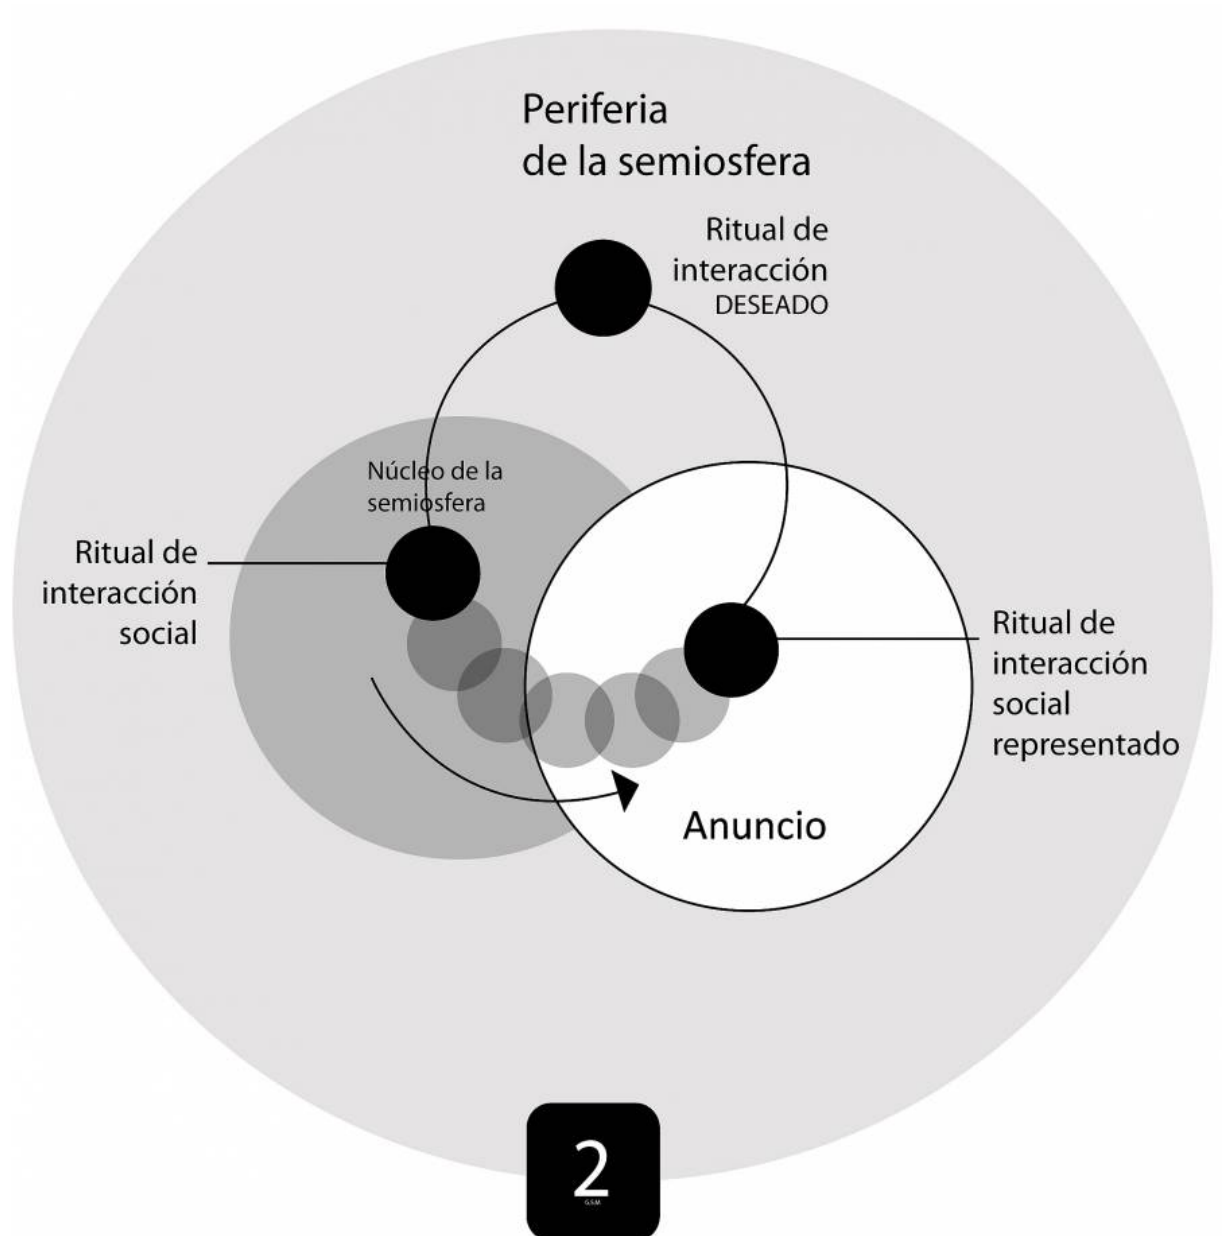 Periferia
de la semiosfera
Ritual de
interacción
DESEADO
Núcleo de la
semiosfera
Ritual de
interacción
social
Ritual de
interacción
social
representado
Anuncio
2
G.S.M.